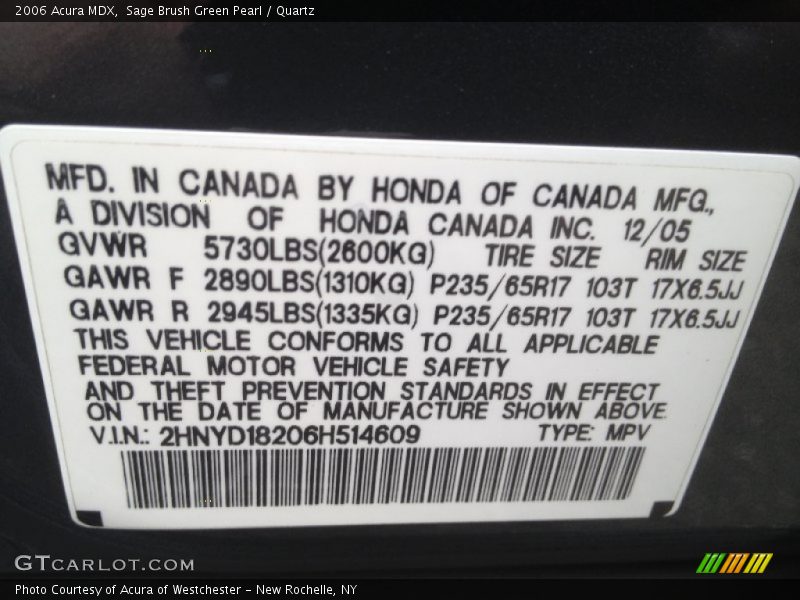 2006 Acura MDX,  Sage Brush Green Pearl / Quartz
MFD. IN CANADA BY HONDA OF CANADA MFG.,
A DIVISION OF HONDA CANADA INC. 12/05
GVWR 5730LBS(2600KG) TIRE SIZE RIM SIZE
GAWR F 2890LBS(1310KG) P235/65R17 103T 17X6.5JJ
GAWR R 2945LBS(1335KG) P235/65R17 103T 17X6.5JJ
THIS VEHICLE CONFORMS TO ALL APPLICABLE
FEDERAL MOTOR VEHICLE SAFETY
AND THEFT PREVENTION STANDARDS IN EFFECT
ON THE DATE OF MANUFACTURE SHOWN ABOVE.
V.I.N.: 2HNYD18206H514609 TYPE: MPV
GTCARLOT.COM
Photo Courtesy of Acura of Westchester - New Rochelle, NY